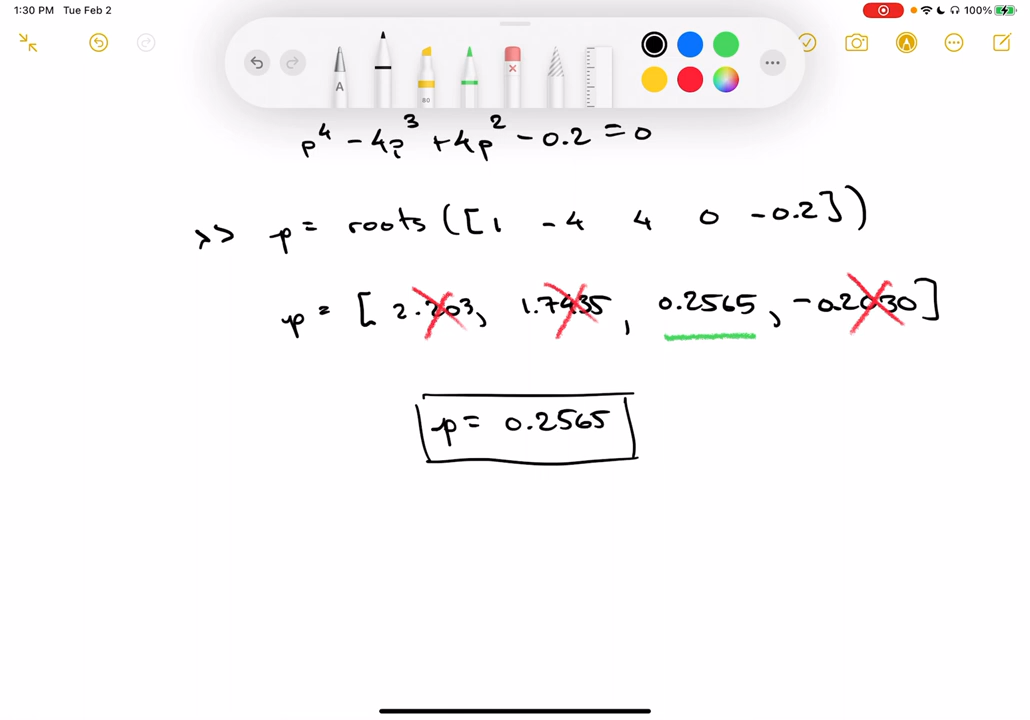 1:30 PM Tue Feb 2
100%
A
80
p⁴ - 4p³ + 4p² - 0.2 = 0
>> p = roots([1 -4 4 0 -0.2])
p = [2.203, 1.7435, 0.2565, -0.2030]
p = 0.2565